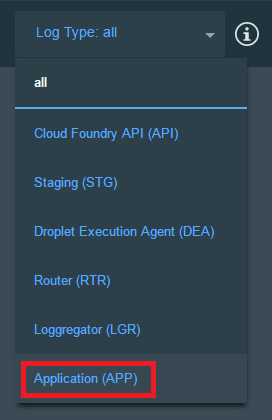 Log Type: all
all
Cloud Foundry API (API)
Staging (STG)
Droplet Execution Agent (DEA)
Router (RTR)
Loggregator (LGR)
Application (APP)